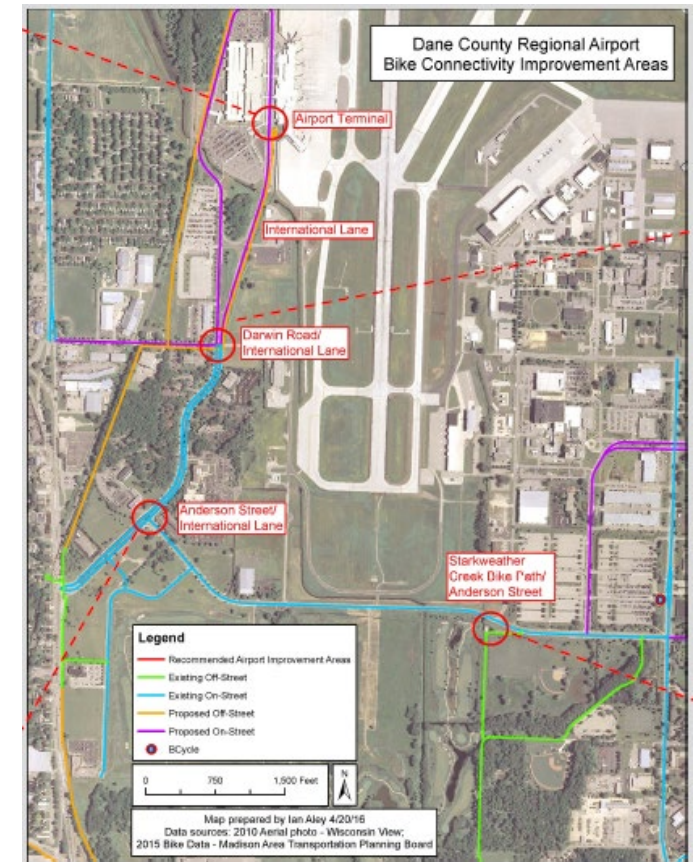 Dane County Regional Airport
Bike Connectivity Improvement Areas
Airport Terminal
International Lane
Darwin Road/
International Lane
Anderson Street/
International Lane
Starkweather
Creek Bike Path/
Anderson Street
Legend
Recommended Airport Improvement Areas
Existing Off-Street
Existing On-Street
Proposed Off-Street
Proposed On-Street
BCycle
0 750 1,500 Feet
N
Map prepared by Ian Aley 4/20/16
Data sources: 2010 Aerial photo - Wisconsin View;
2015 Bike Data - Madison Area Transportation Planning Board